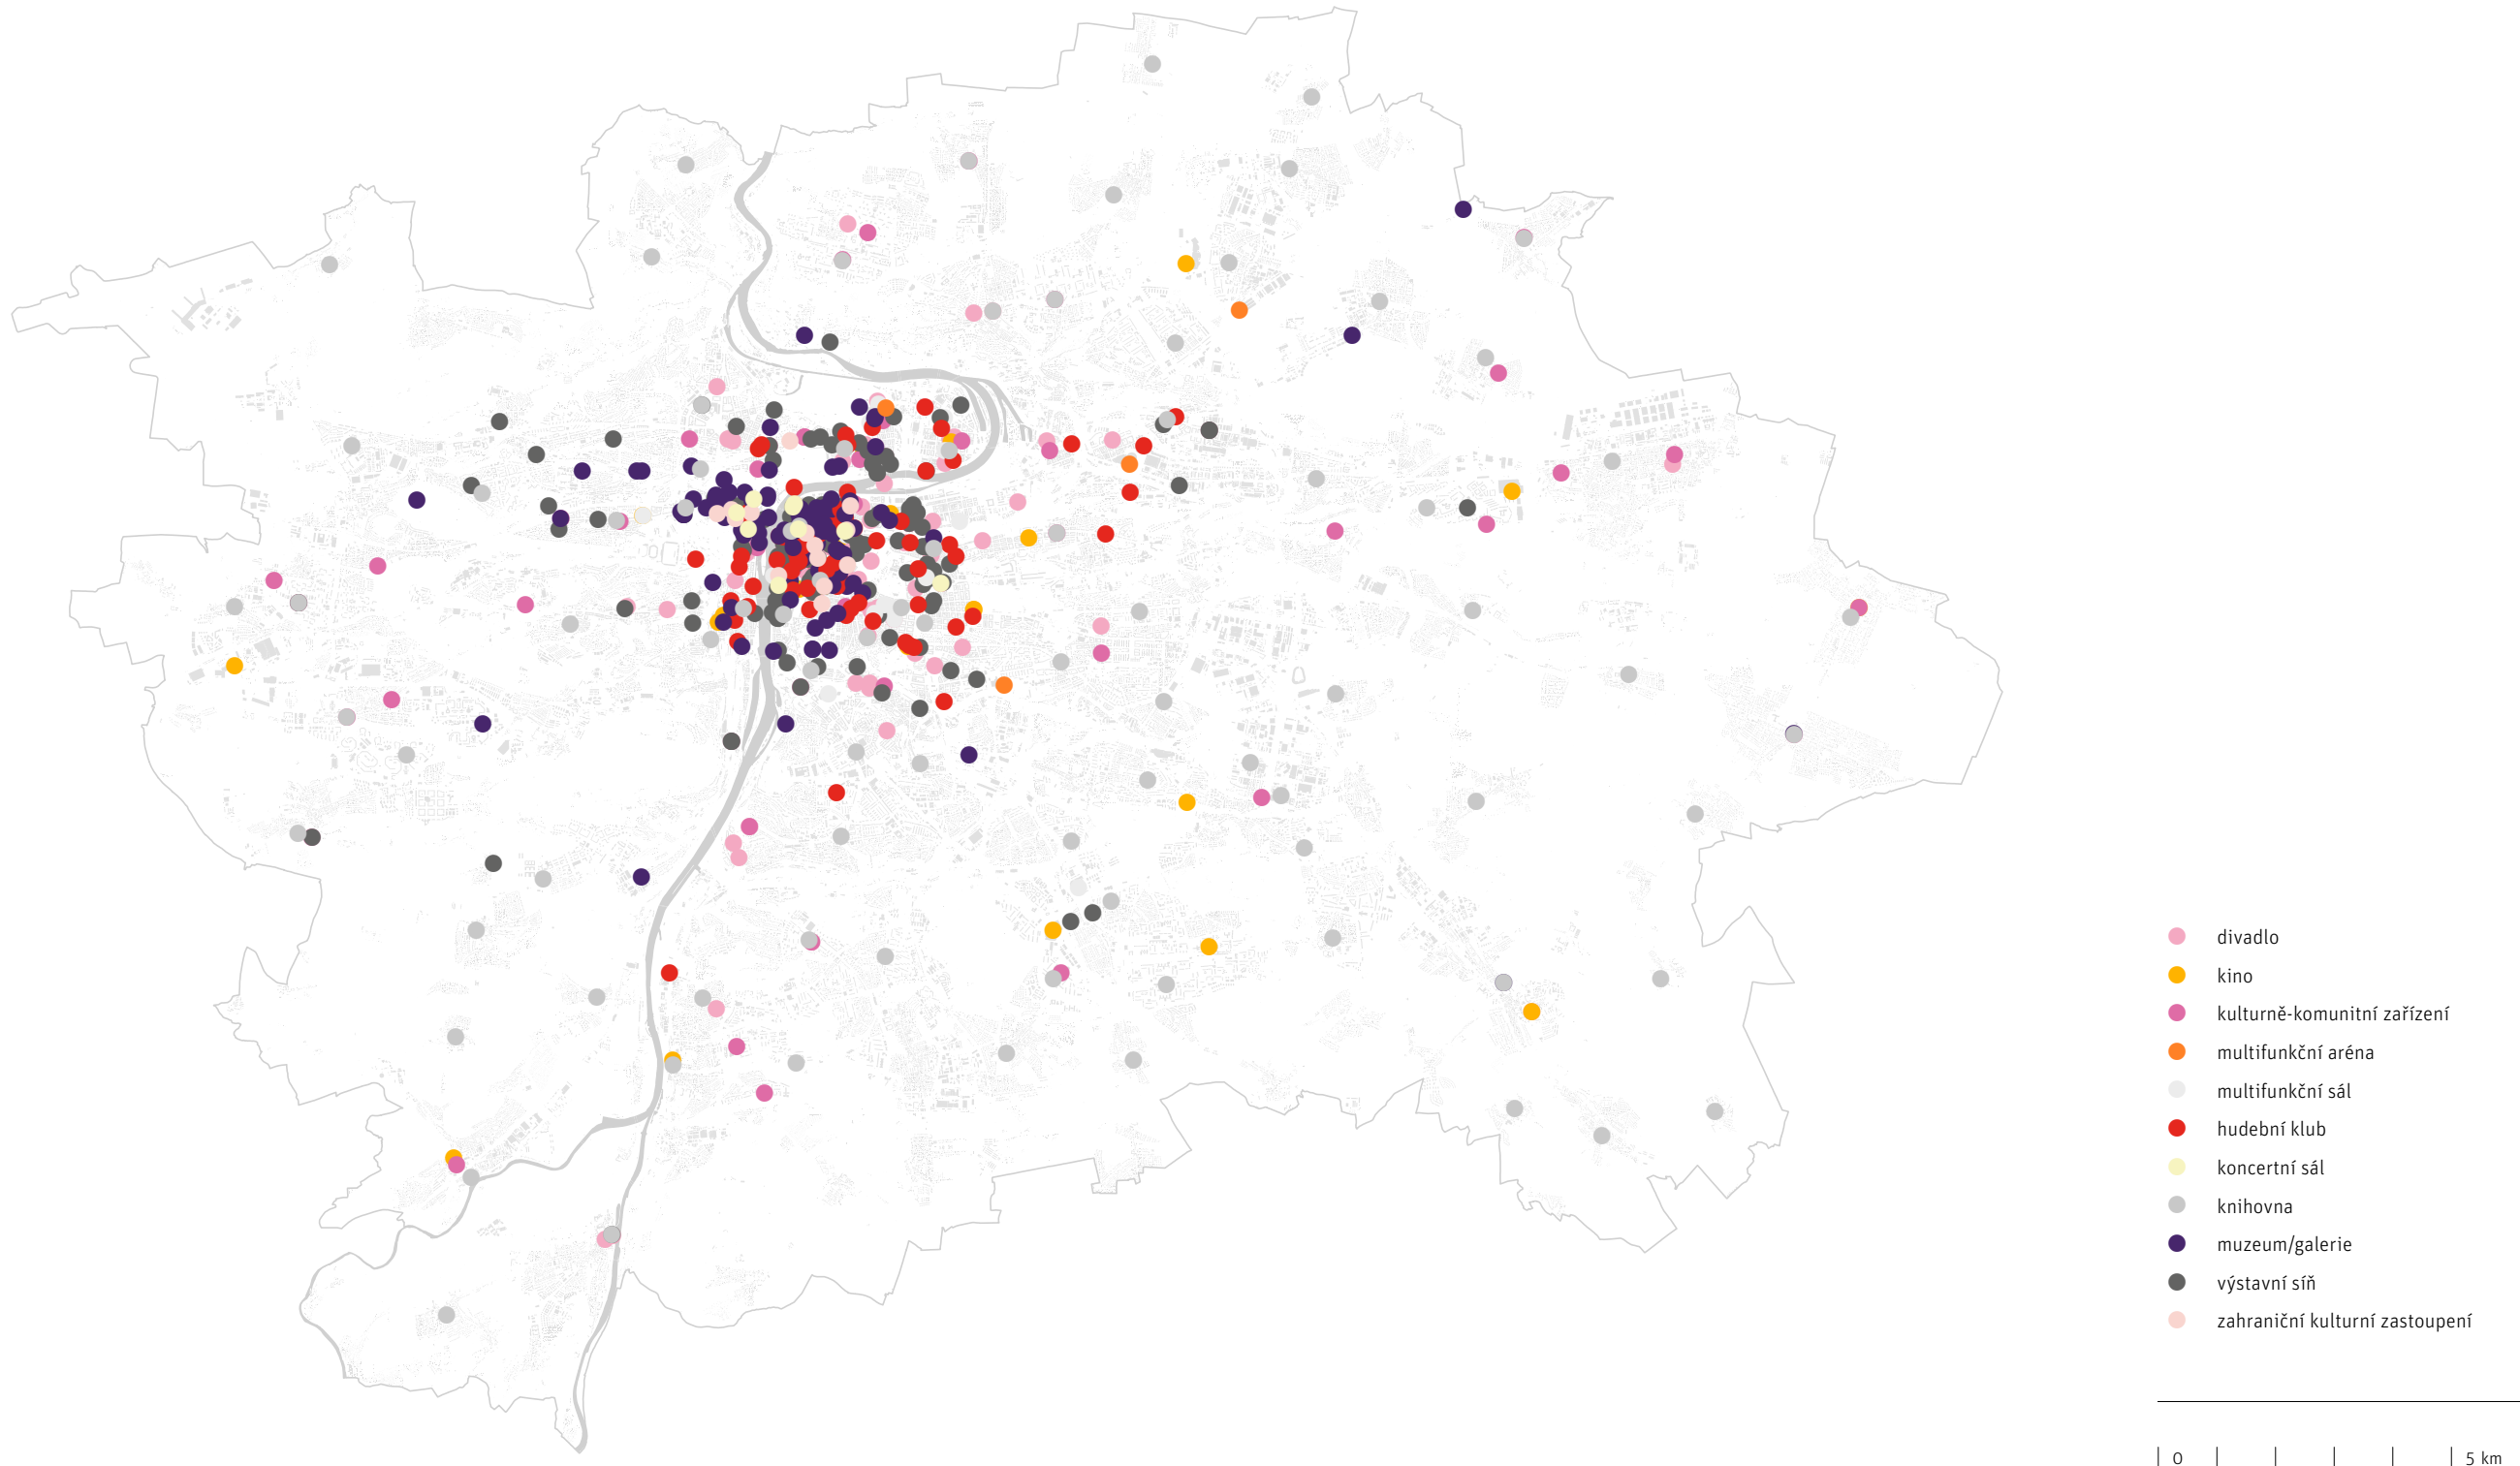 divadlo
kino
kulturně-komunitní zařízení
multifunkční aréna
multifunkční sál
hudební klub
koncertní sál
knihovna
muzeum/galerie
výstavní síň
zahraniční kulturní zastoupení
0 5 km